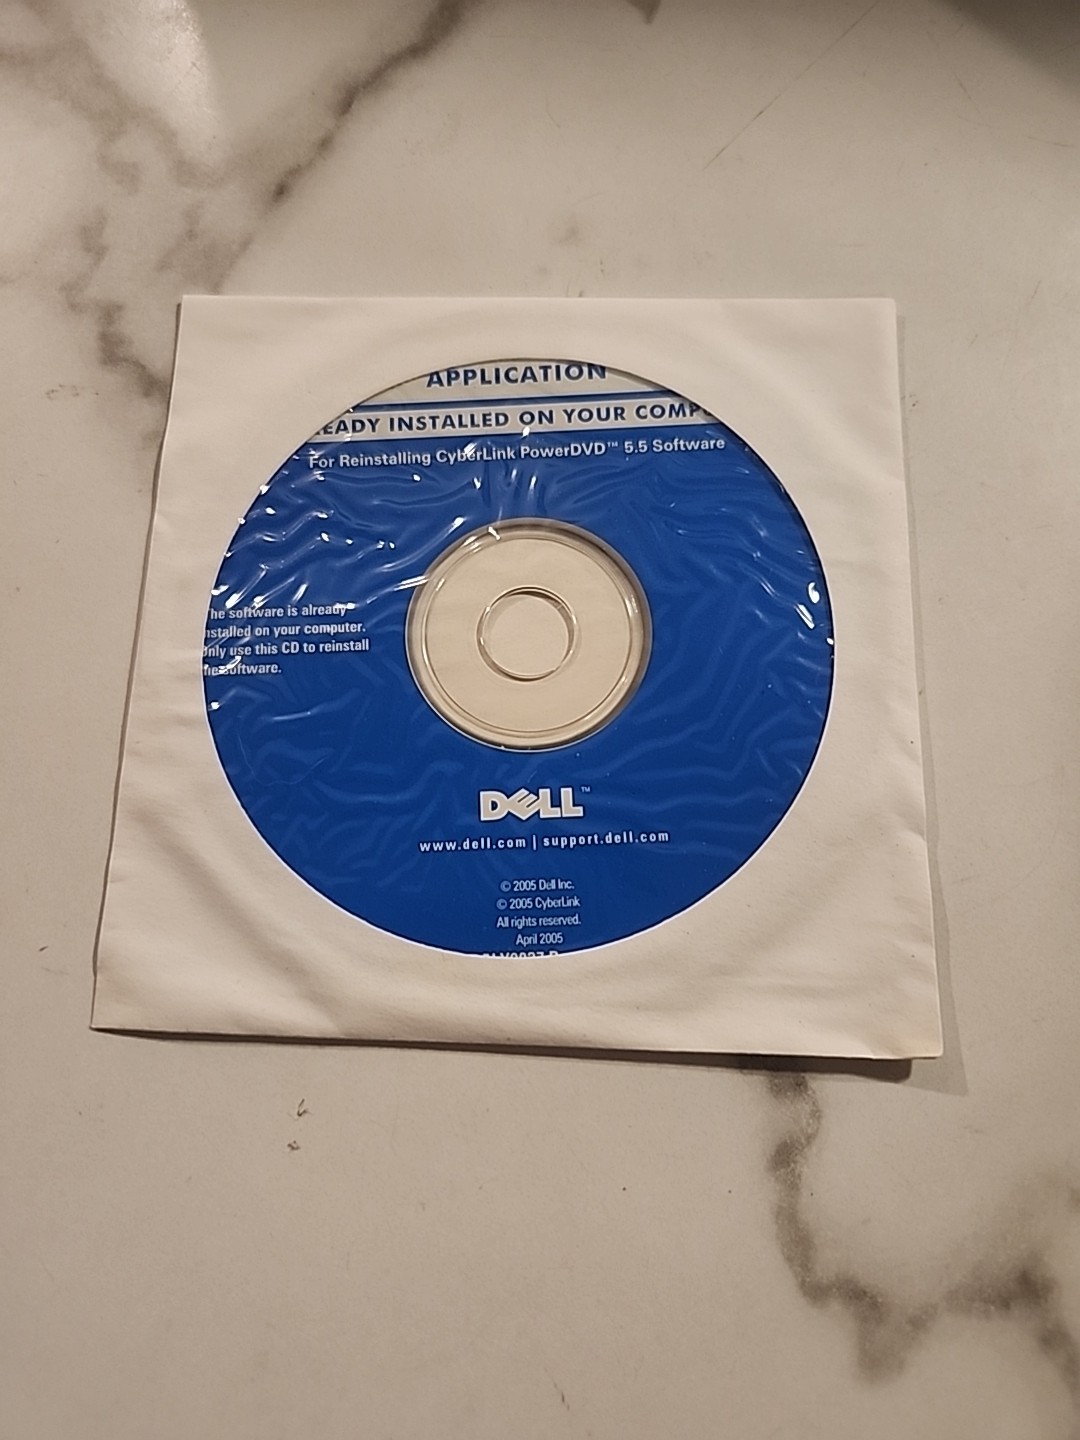 APPLICATION
EADY INSTALLED ON YOUR COMP
For Reinstalling CyberLink PowerDVD™ 5.5 Software
he software is already
nstalled on your computer.
nly use this CD to reinstall
he software.
DELL™
www.dell.com | support.dell.com
© 2005 Dell Inc.
© 2005 CyberLink
All rights reserved.
April 2005